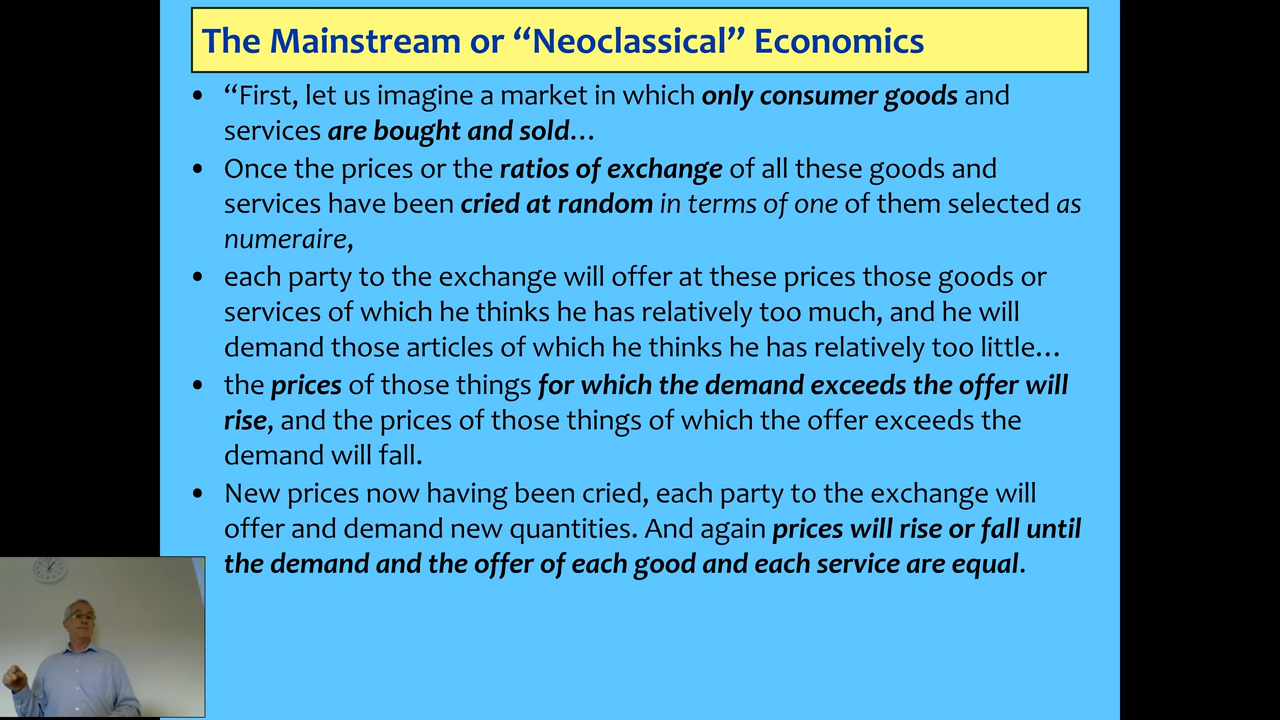 The Mainstream or “Neoclassical” Economics
• “First, let us imagine a market in which only consumer goods and
services are bought and sold…
• Once the prices or the ratios of exchange of all these goods and
services have been cried at random in terms of one of them selected as
numeraire,
• each party to the exchange will offer at these prices those goods or
services of which he thinks he has relatively too much, and he will
demand those articles of which he thinks he has relatively too little…
• the prices of those things for which the demand exceeds the offer will
rise, and the prices of those things of which the offer exceeds the
demand will fall.
• New prices now having been cried, each party to the exchange will
offer and demand new quantities. And again prices will rise or fall until
the demand and the offer of each good and each service are equal.